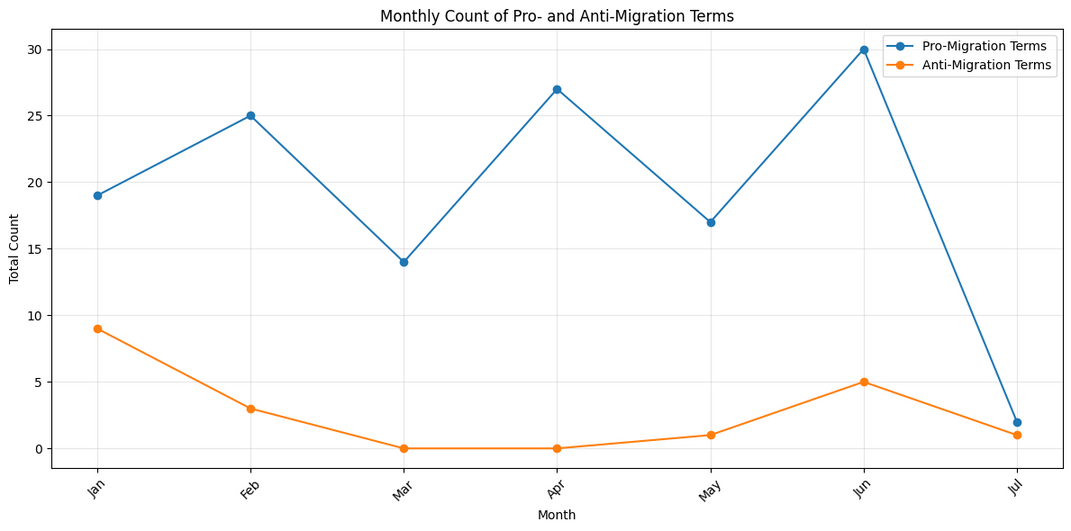 Monthly Count of Pro- and Anti-Migration Terms
Pro-Migration Terms
Anti-Migration Terms
Total Count
30
25
20
15
10
5
0
Jan
Feb
Mar
Apr
May
Jun
Jul
Month